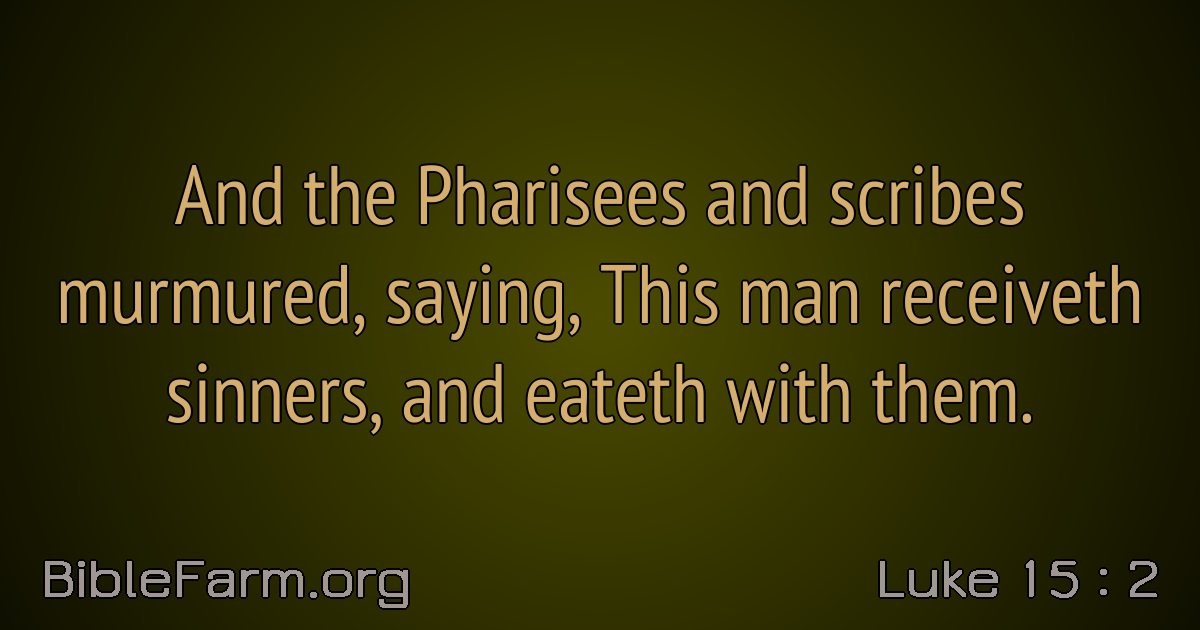 And the Pharisees and scribes
murmured, saying, This man receiveth
sinners, and eateth with them.
BibleFarm.org
Luke 15 : 2